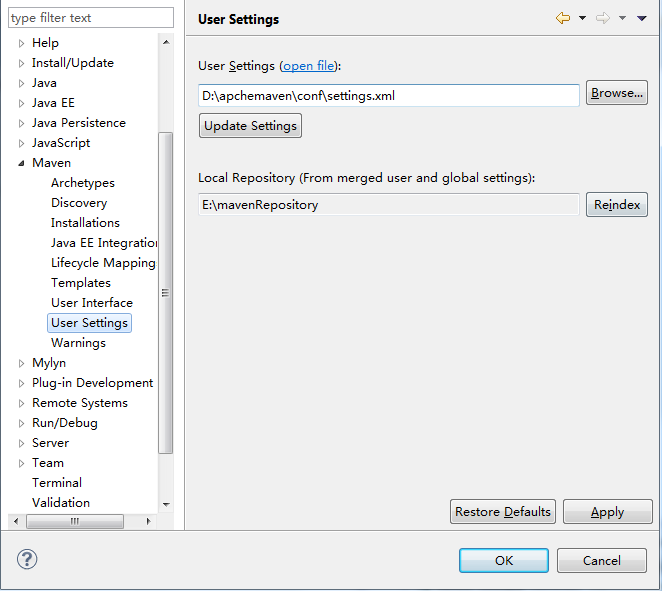 type filter text
Help
Install/Update
Java
Java EE
Java Persistence
JavaScript
Maven
Archetypes
Discovery
Installations
Java EE Integration
Lifecycle Mapping
Templates
User Interface
User Settings
Warnings
Mylyn
Plug-in Development
Remote Systems
Run/Debug
Server
Team
Terminal
Validation
User Settings
User Settings (open file):
D:\apchemaven\conf\settings.xml
Browse...
Update Settings
Local Repository (From merged user and global settings):
E:\mavenRepository
Reindex
Restore Defaults
Apply
?
OK
Cancel